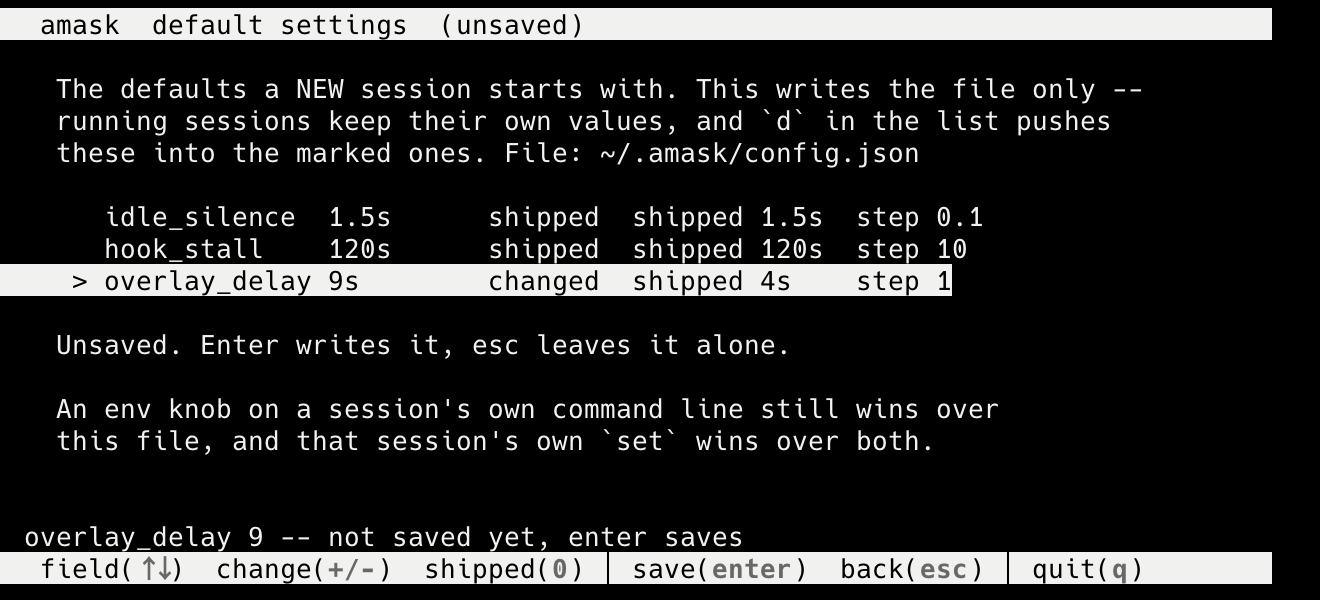 amask  default settings  (unsaved)
The defaults a NEW session starts with. This writes the file only --
running sessions keep their own values, and `d` in the list pushes
these into the marked ones. File: ~/.amask/config.json
idle_silence  1.5s      shipped  shipped 1.5s  step 0.1
hook_stall    120s      shipped  shipped 120s  step 10
> overlay_delay 9s        changed  shipped 4s    step 1
Unsaved. Enter writes it, esc leaves it alone.
An env knob on a session's own command line still wins over
this file, and that session's own `set` wins over both.
overlay_delay 9 -- not saved yet, enter saves
field(↑↓)  change(+/-)  shipped(0) │ save(enter)  back(esc) │ quit(q)